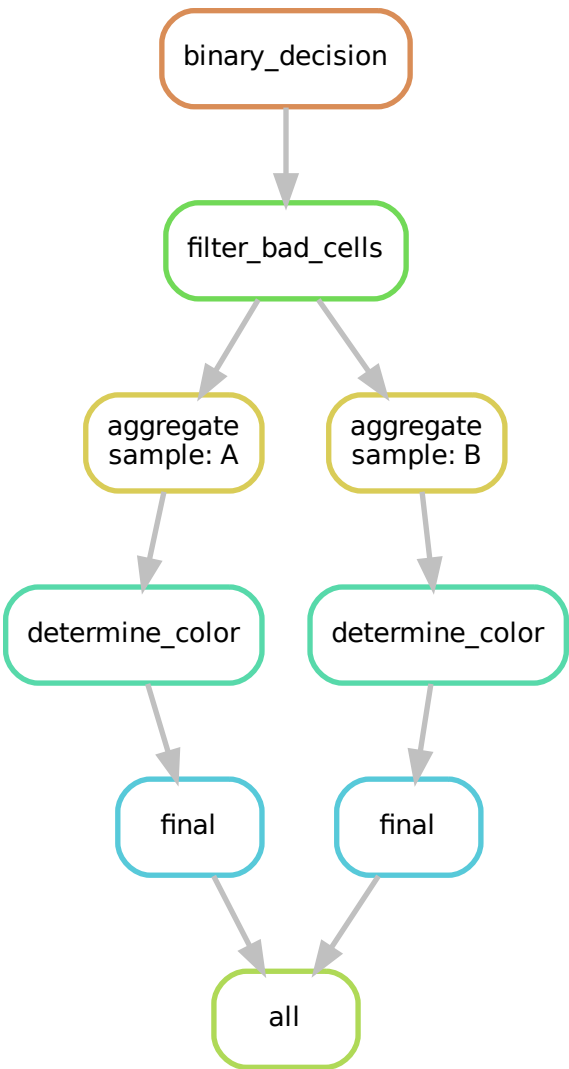 binary_decision
filter_bad_cells
aggregate
sample: A
aggregate
sample: B
determine_color
determine_color
final
final
all